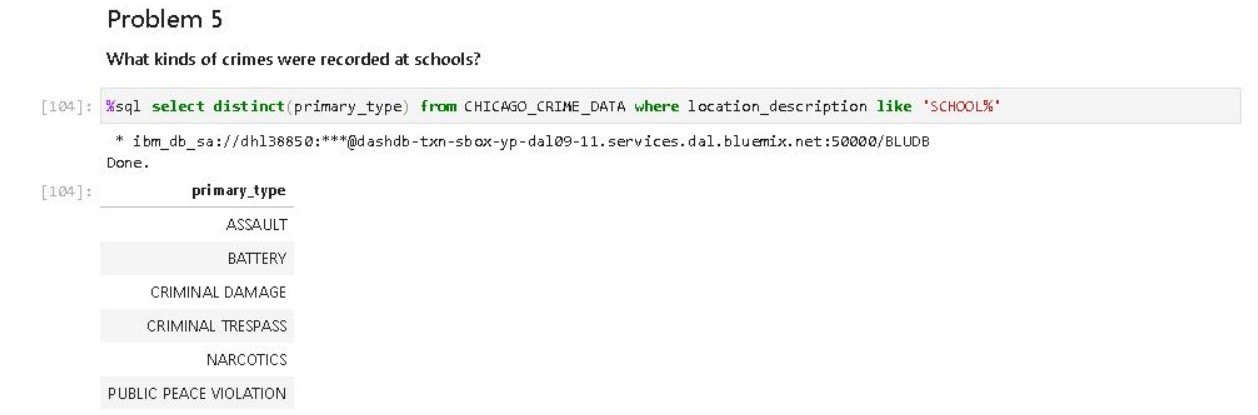 Problem 5
What kinds of crimes were recorded at schools?
[104]: %sql select distinct(primary_type) from CHICAGO_CRIME_DATA where location_description like 'SCHOOL%'
* ibm_db_sa://dhl38850:***@dashdb-txn-sbox-yp-dal09-11.services.dal.bluemix.net:50000/BLUDB
Done.
[104]: primary_type
ASSAULT
BATTERY
CRIMINAL DAMAGE
CRIMINAL TRESPASS
NARCOTICS
PUBLIC PEACE VIOLATION